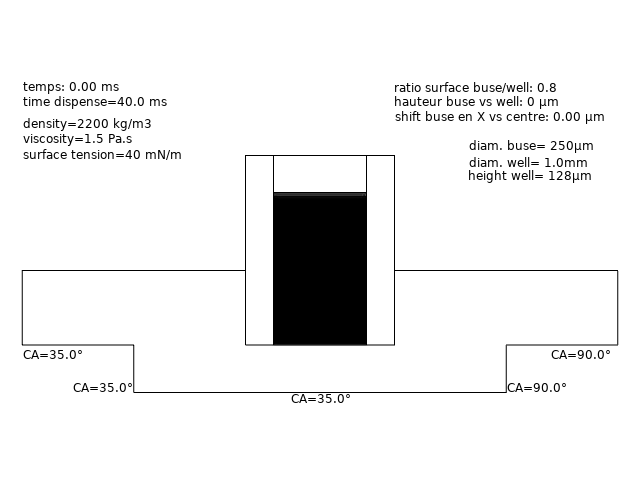 temps: 0.00 ms
time dispense=40.0 ms
density=2200 kg/m3
viscosity=1.5 Pa.s
surface tension=40 mN/m
ratio surface buse/well: 0.8
hauteur buse vs well: 0 µm
shift buse en X vs centre: 0.00 µm
diam. buse= 250µm
diam. well= 1.0mm
height well= 128µm
CA=35.0°
CA=90.0°
CA=35.0°
CA=90.0°
CA=35.0°